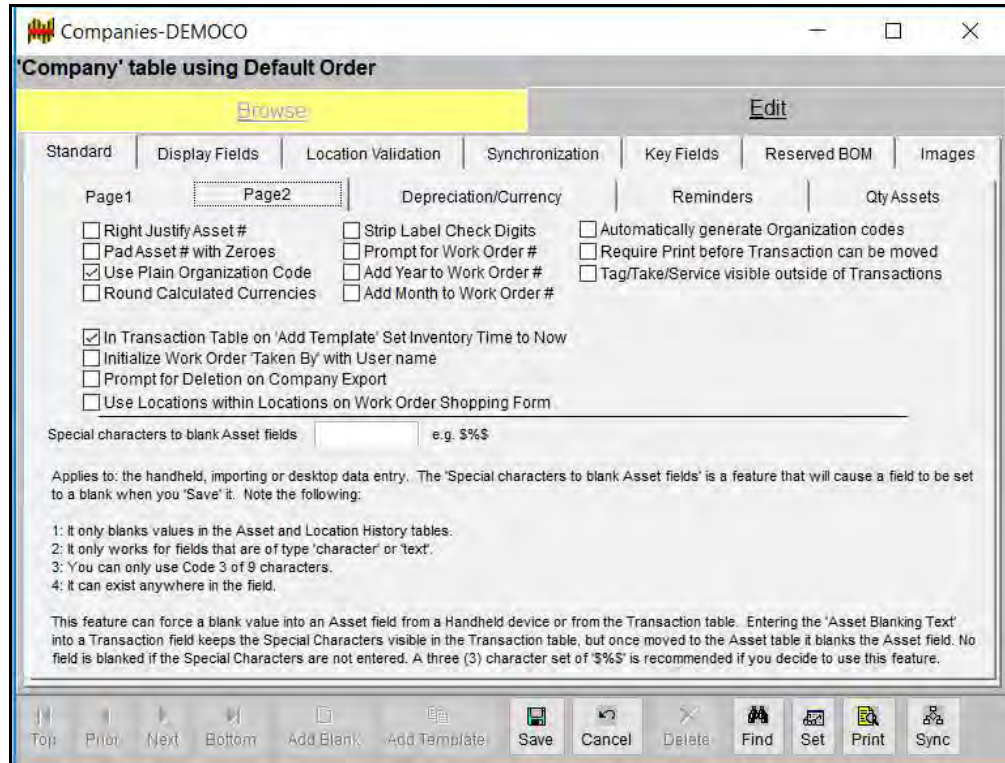 Companies-DEMOCO
'Company' table using Default Order
Browse Edit
Standard Display Fields Location Validation Synchronization Key Fields Reserved BOM Images
Page1 Page2 Depreciation/Currency Reminders Qty Assets
Right Justify Asset # Strip Label Check Digits Automatically generate Organization codes
Pad Asset # with Zeroes Prompt for Work Order # Require Print before Transaction can be moved
Use Plain Organization Code Add Year to Work Order # Tag/Take/Service visible outside of Transactions
Round Calculated Currencies Add Month to Work Order #
In Transaction Table on 'Add Template' Set Inventory Time to Now
Initialize Work Order 'Taken By' with User name
Prompt for Deletion on Company Export
Use Locations within Locations on Work Order Shopping Form
Special characters to blank Asset fields e.g. $%$
Applies to: the handheld, importing or desktop data entry. The 'Special characters to blank Asset fields' is a feature that will cause a field to be set
to a blank when you 'Save' it. Note the following:
1: It only blanks values in the Asset and Location History tables.
2: It only works for fields that are of type 'character' or 'text'.
3: You can only use Code 3 of 9 characters.
4: It can exist anywhere in the field.
This feature can force a blank value into an Asset field from a Handheld device or from the Transaction table. Entering the 'Asset Blanking Text'
into a Transaction field keeps the Special Characters visible in the Transaction table, but once moved to the Asset table it blanks the Asset field. No
field is blanked if the Special Characters are not entered. A three (3) character set of '$%$' is recommended if you decide to use this feature.
Top Prior Next Bottom Add Blank Add Template Save Cancel Delete Find Set Print Sync